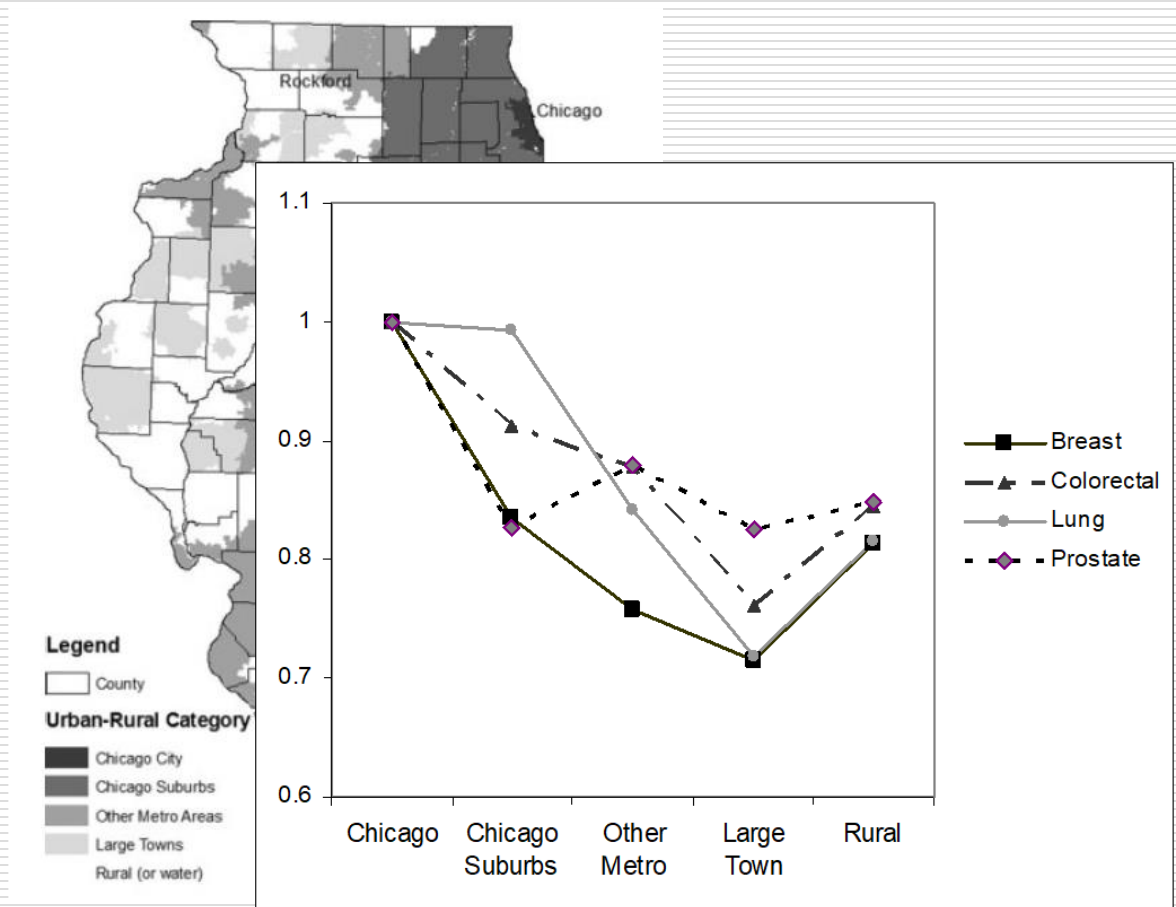 Rockford
Chicago
Legend
County
Urban-Rural Category
Chicago City
Chicago Suburbs
Other Metro Areas
Large Towns
Rural (or water)
1.1
1
0.9
0.8
0.7
0.6
Chicago
Chicago Suburbs
Other Metro
Large Town
Rural
Breast
Colorectal
Lung
Prostate